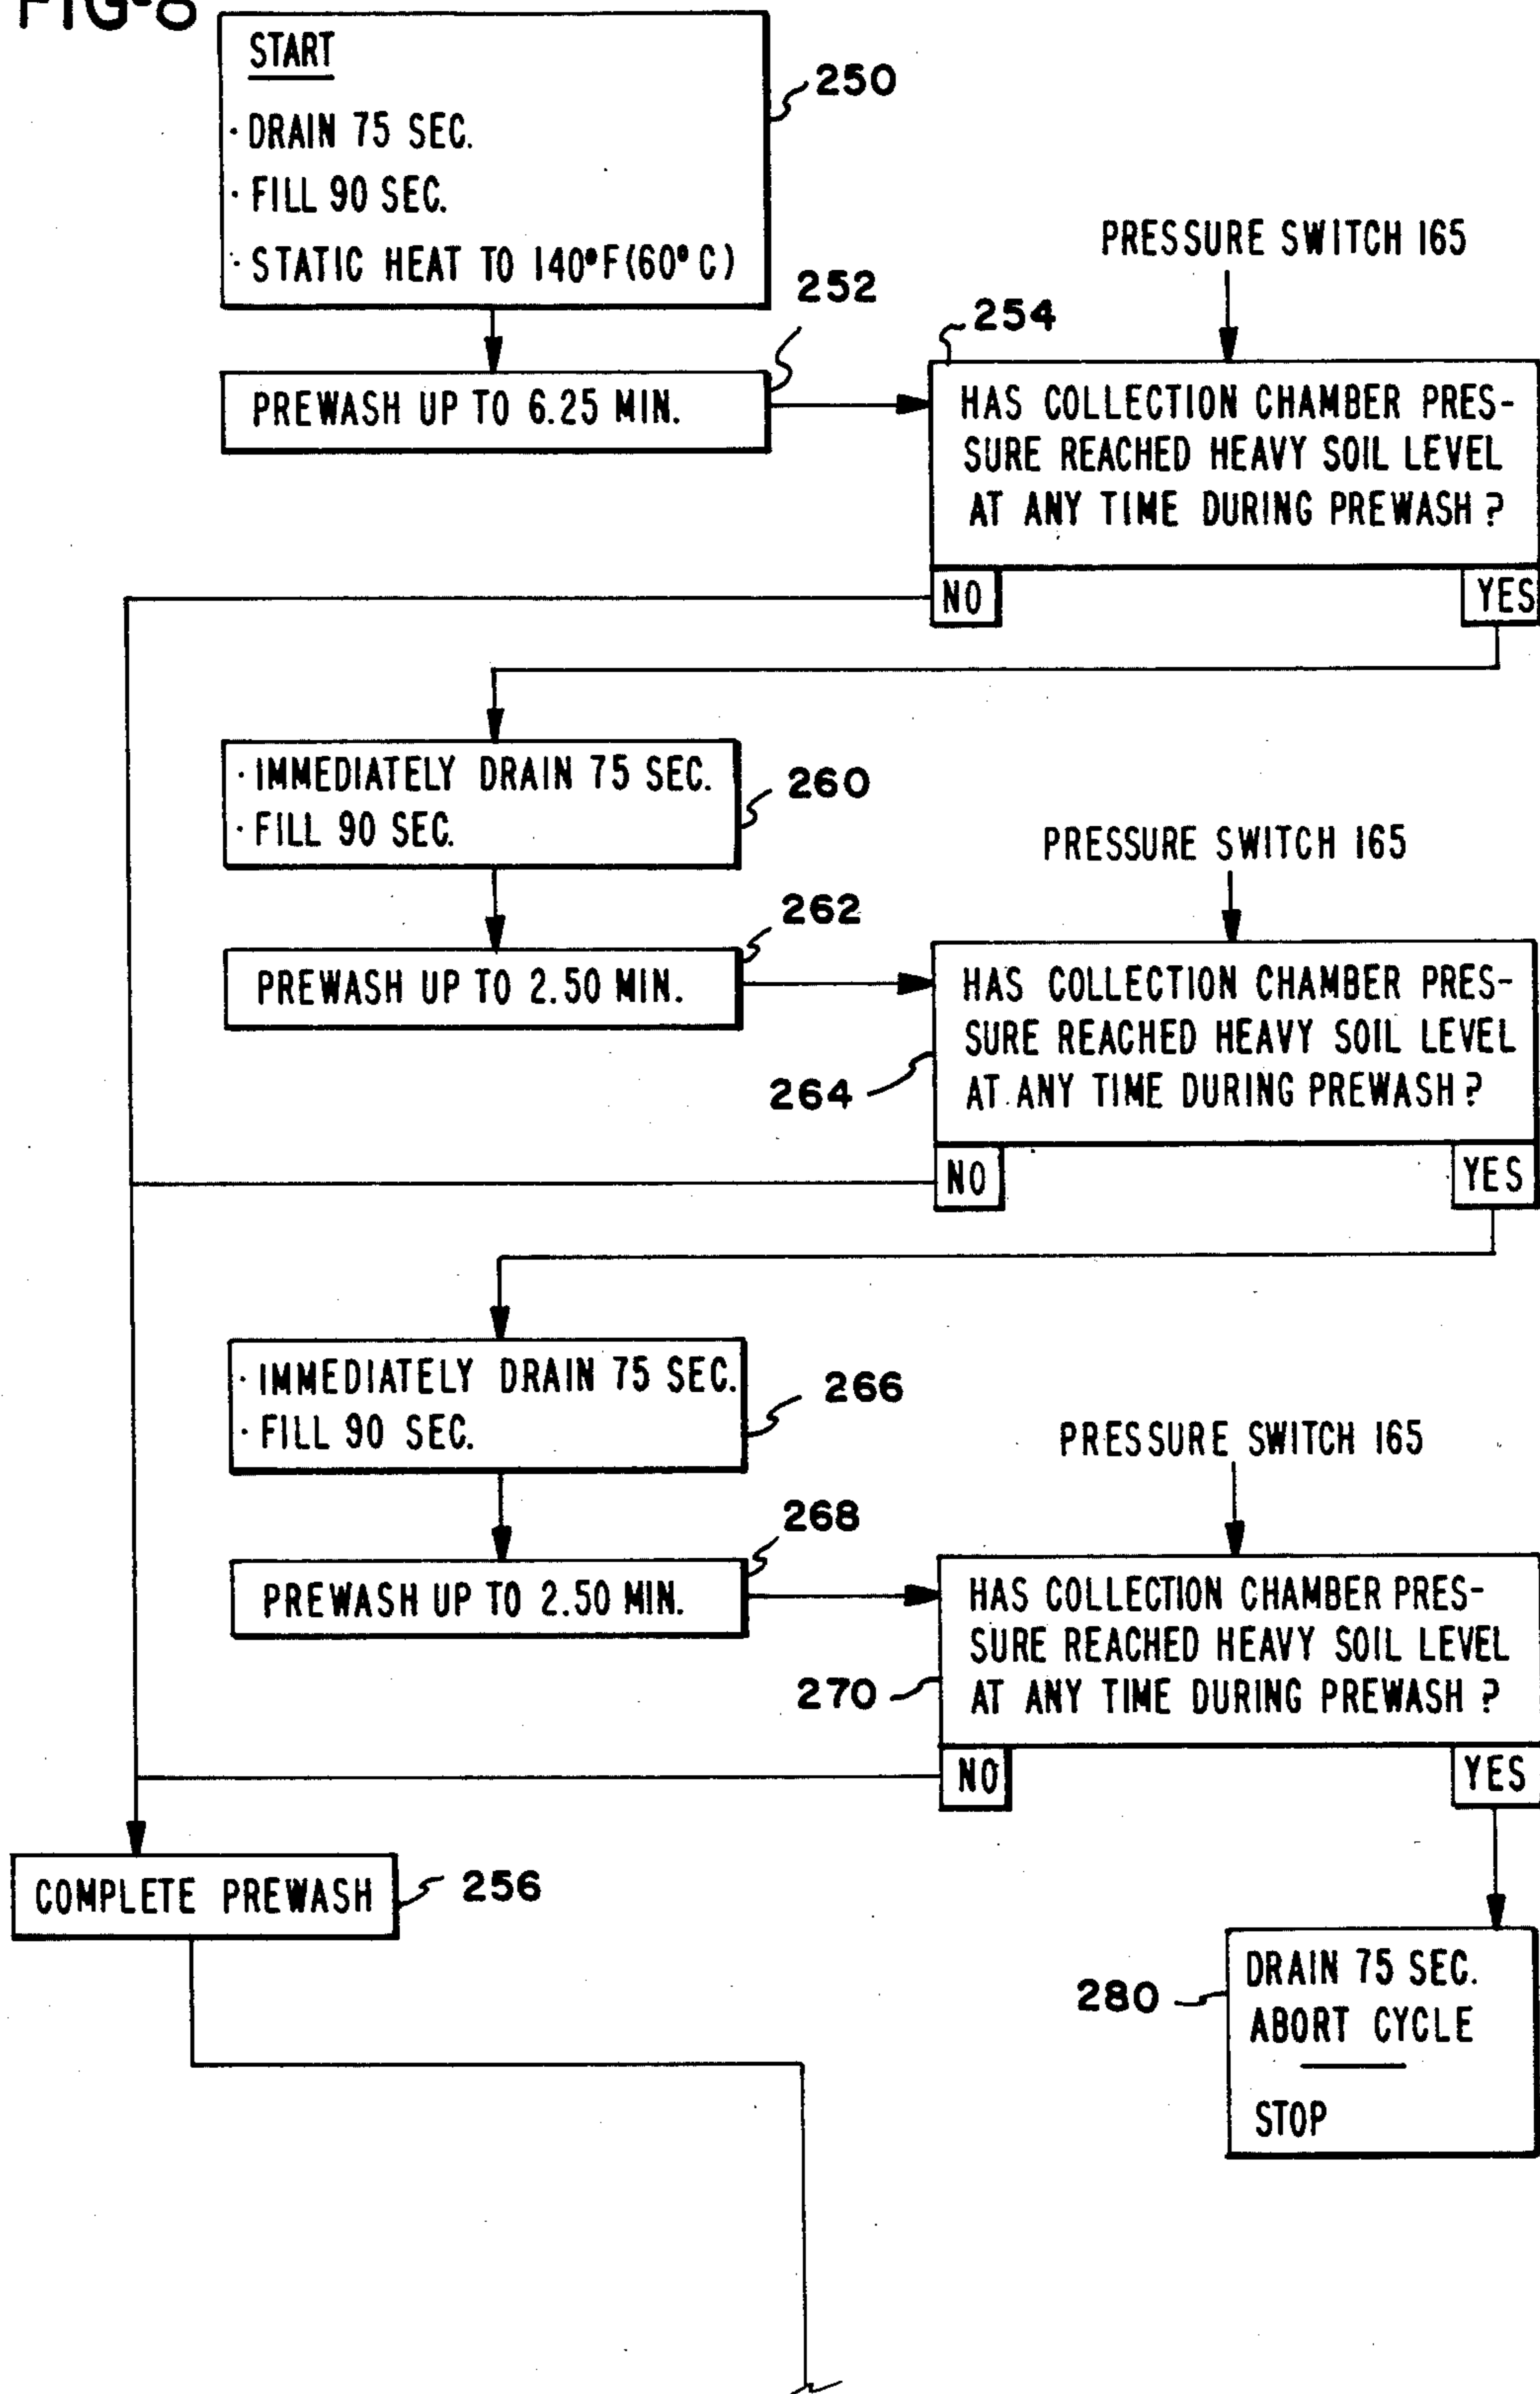 FIG-8
START
· DRAIN 75 SEC.
· FILL 90 SEC.
· STATIC HEAT TO 140°F(60°C)
250
252
PREWASH UP TO 6.25 MIN.
PRESSURE SWITCH 165
254
HAS COLLECTION CHAMBER PRES-
SURE REACHED HEAVY SOIL LEVEL
AT ANY TIME DURING PREWASH?
NO
YES
· IMMEDIATELY DRAIN 75 SEC.
· FILL 90 SEC.
260
262
PREWASH UP TO 2.50 MIN.
PRESSURE SWITCH 165
HAS COLLECTION CHAMBER PRES-
SURE REACHED HEAVY SOIL LEVEL
AT ANY TIME DURING PREWASH?
264
NO
YES
· IMMEDIATELY DRAIN 75 SEC.
· FILL 90 SEC.
266
268
PREWASH UP TO 2.50 MIN.
PRESSURE SWITCH 165
HAS COLLECTION CHAMBER PRES-
SURE REACHED HEAVY SOIL LEVEL
AT ANY TIME DURING PREWASH?
270
NO
YES
COMPLETE PREWASH
256
DRAIN 75 SEC.
ABORT CYCLE
STOP
280